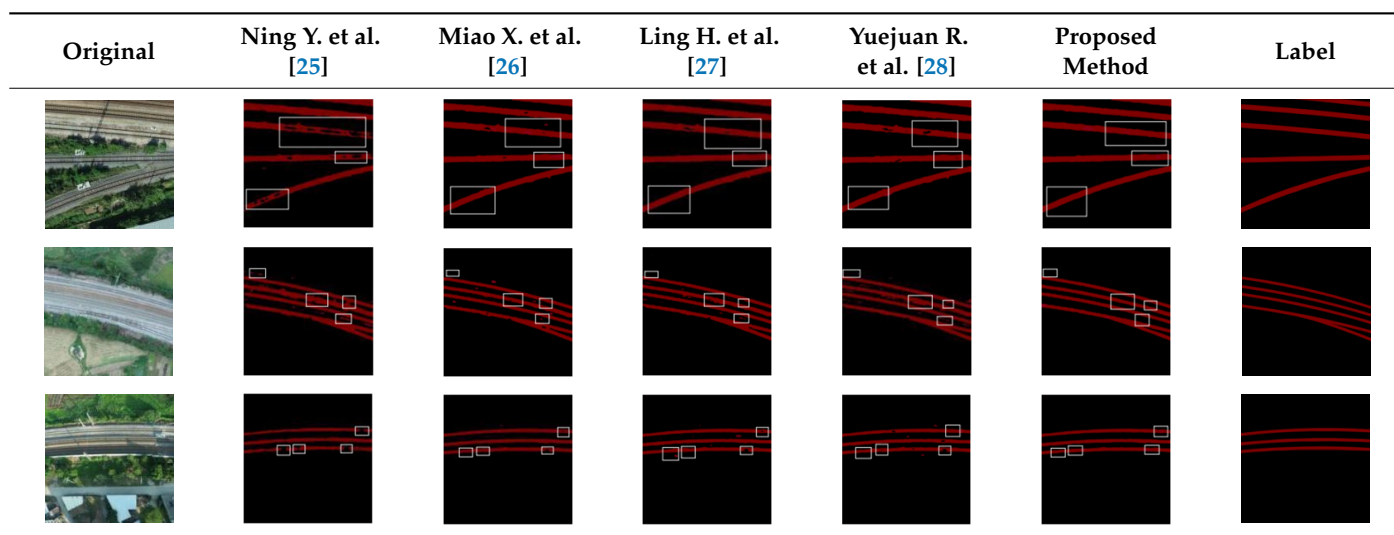 Original
Ning Y. et al.
[25]
Miao X. et al.
[26]
Ling H. et al.
[27]
Yuejuan R.
et al. [28]
Proposed
Method
Label